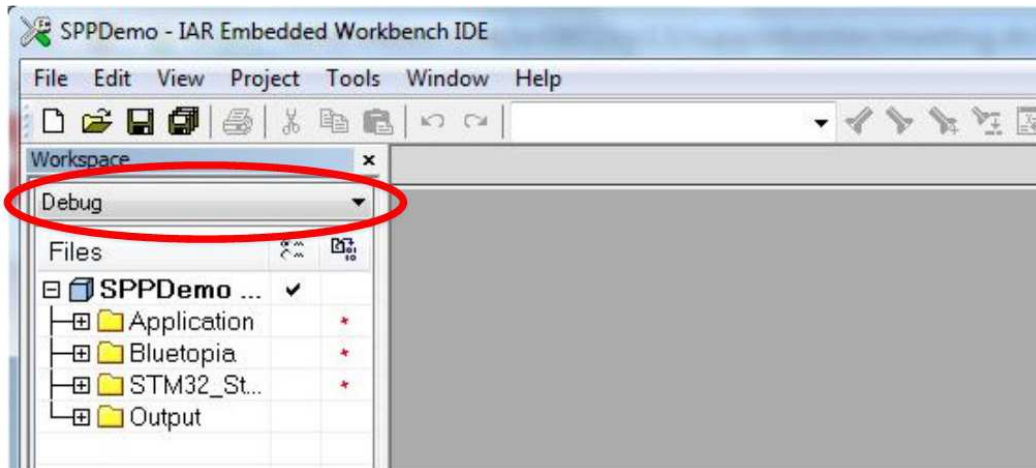 SPPDemo - IAR Embedded Workbench IDE
File Edit View Project Tools Window Help
Workspace
Debug
Files
SPPDemo ...
Application
Bluetopia
STM32_St...
Output